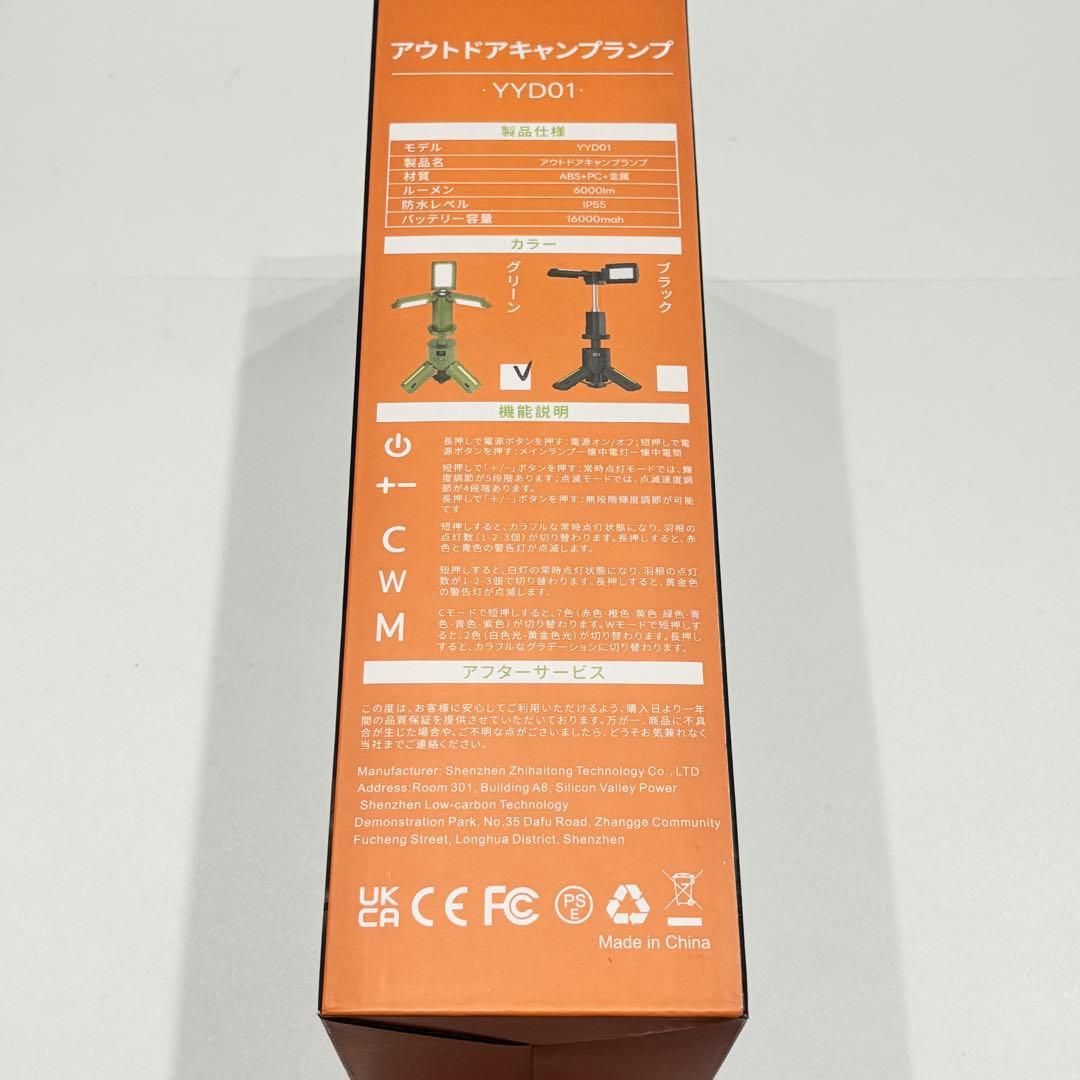 アウトドアキャンプランプ
·YYD01·
製品仕様
モデル YYD01
製品名 アウトドアキャンプランプ
材質 ABS+PC+金属
ルーメン 6000lm
防水レベル IP55
バッテリー容量 16000mah
カラー
グリーン
ブラック
機能説明
長押しで電源ボタンを押す:電源オン/オフ;短押しで電
源ボタンを押す:メインランプー懐中電灯ー懐中電筒
+−
短押しで「+/-」ボタンを押す:常時点灯モードでは、輝
度調節が5段階あります;点滅モードでは、点滅速度調
節が4段階あります。
長押しで「+/-」ボタンを押す:無段階輝度調節が可能
です
C
短押しすると、カラフルな常時点灯状態になり、羽根の
点灯数(1-2-3個)が切り替わります。長押しすると、赤
色と青色の警告灯が点滅します。
W
短押しすると、白灯の常時点灯状態になり、羽根の点灯
数が1-2-3個で切り替わります。長押しすると、黄金色
の警告灯が点滅します。
M
Cモードで短押しすると、7色(赤色-橙色-黄色-緑色-青
色-青色-紫色)が切り替わります。Wモードで短押しす
ると、2色(白色光-黄金色光)が切り替わります。長押し
すると、カラフルなグラデーションに切り替わります。
アフターサービス
この度は、お客様に安心してご利用いただけるよう、購入日より一年
間の品質保証を提供させていただいております。万が一、商品に不具
合が生じた場合や、ご不明な点がございましたら、どうぞお気兼れなく
当社までご連絡ください。
Manufacturer: Shenzhen Zhihaitong Technology Co., LTD
Address:Room 301, Building A8, Silicon Valley Power
Shenzhen Low-carbon Technology
Demonstration Park, No.35 Dafu Road, Zhangge Community
Fucheng Street, Longhua District, Shenzhen
UK
CA CE FC PS
E
Made in China